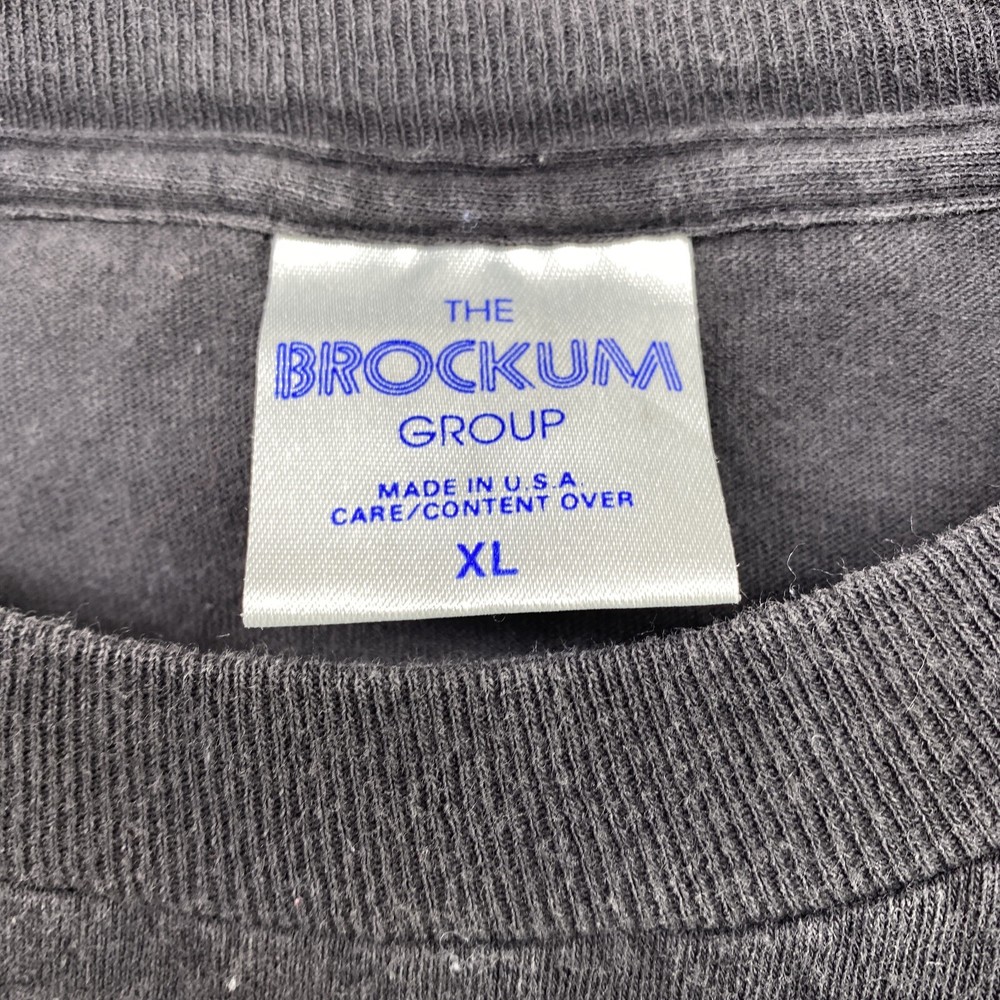 THE
BROCKUM
GROUP
MADE IN U.S.A.
CARE/CONTENT OVER
XL